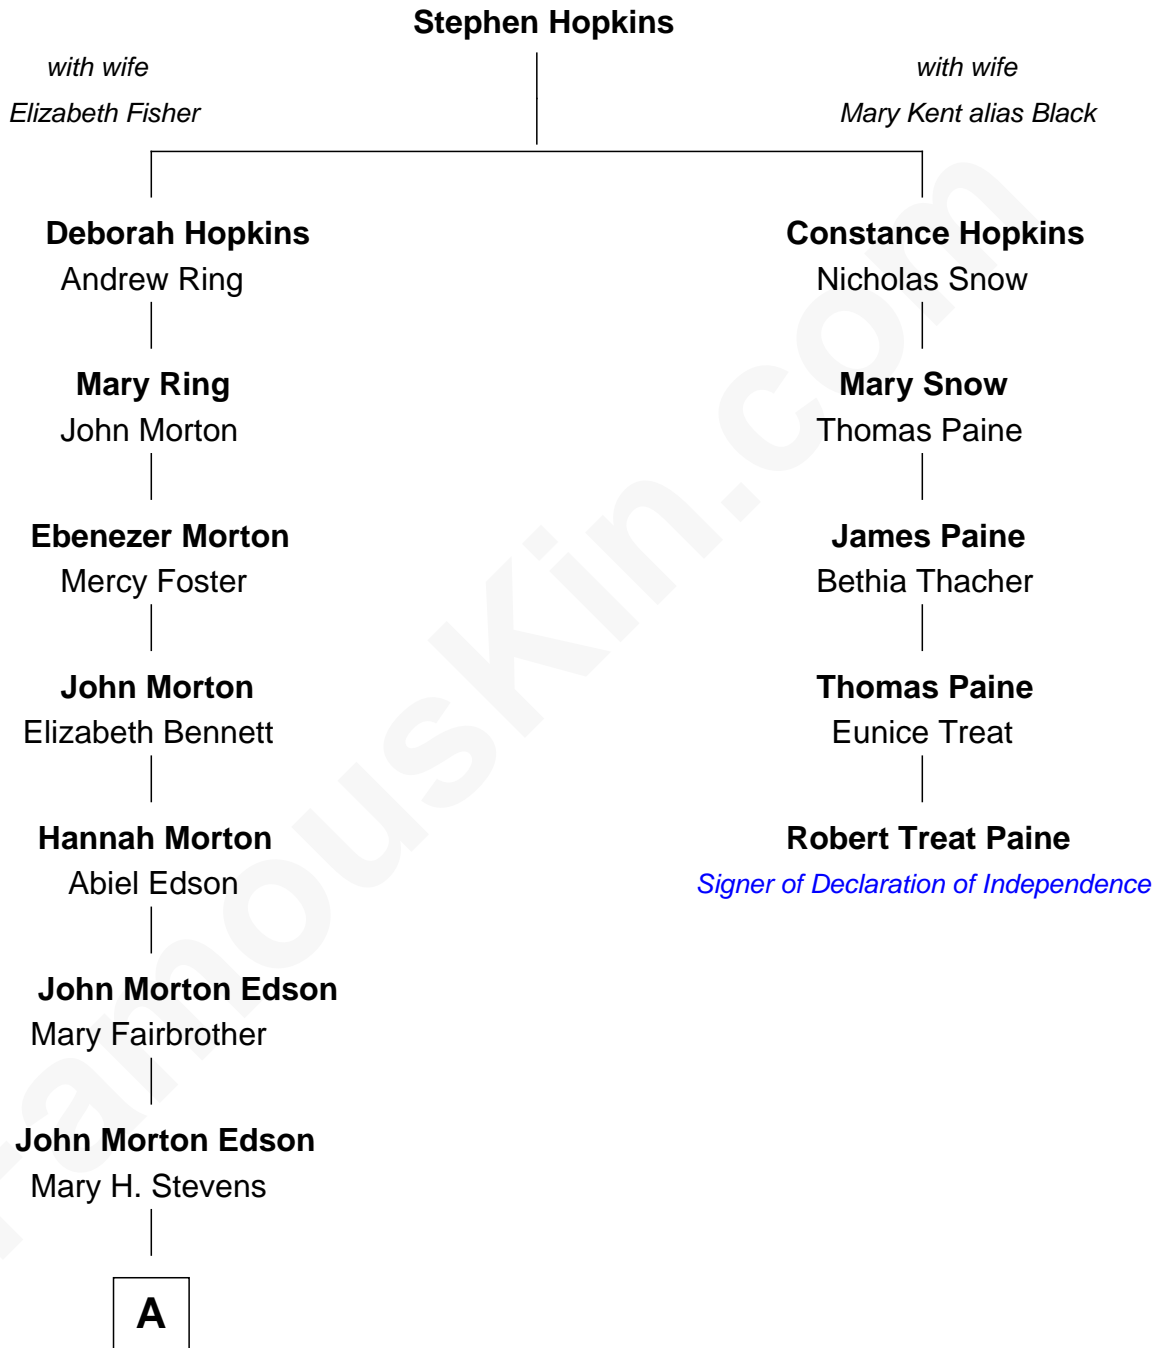 Stephen Hopkins
with wife
Elizabeth Fisher
with wife
Mary Kent alias Black
Deborah Hopkins
Andrew Ring
Constance Hopkins
Nicholas Snow
Mary Ring
John Morton
Mary Snow
Thomas Paine
Ebenezer Morton
Mercy Foster
James Paine
Bethia Thacher
John Morton
Elizabeth Bennett
Thomas Paine
Eunice Treat
Hannah Morton
Abiel Edson
Robert Treat Paine
Signer of Declaration of Independence
John Morton Edson
Mary Fairbrother
John Morton Edson
Mary H. Stevens
A
FamousKin.com